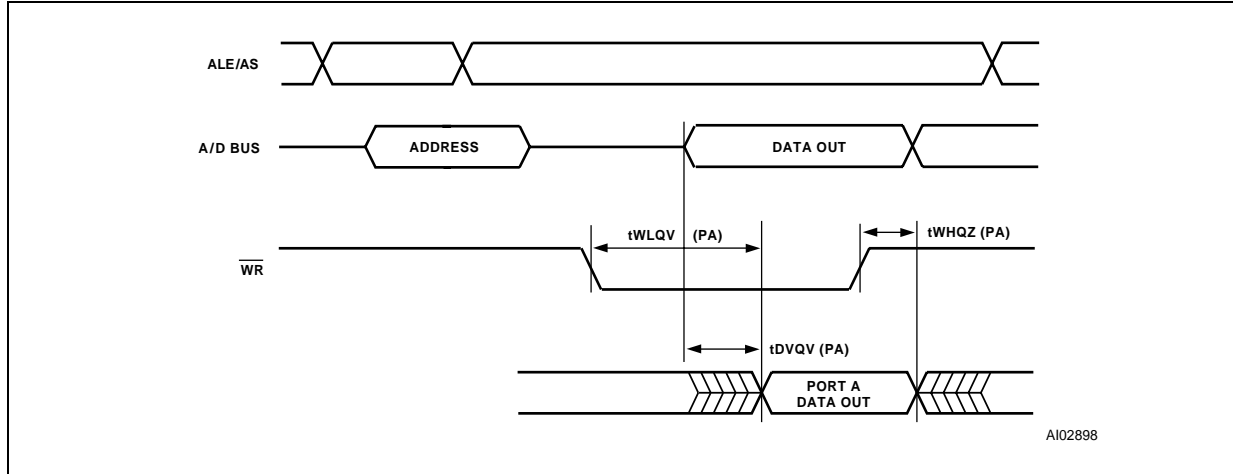 ALE/AS
A/D BUS
ADDRESS
DATA OUT
tWLQV (PA)
tWHQZ (PA)
WR
tDVQV (PA)
PORT A
DATA OUT
AI02898